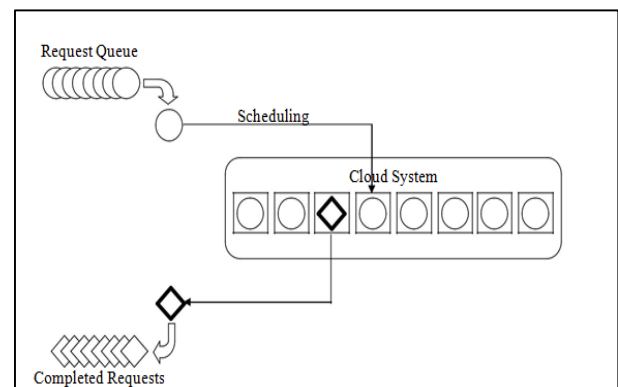 Request Queue
Scheduling
Cloud System
Completed Requests